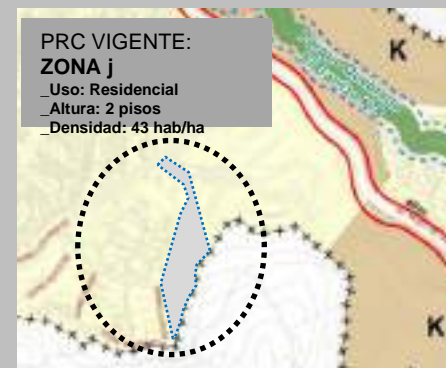 PRC VIGENTE:
ZONA j
_Uso: Residencial
_Altura: 2 pisos
_Densidad: 43 hab/ha
K
K